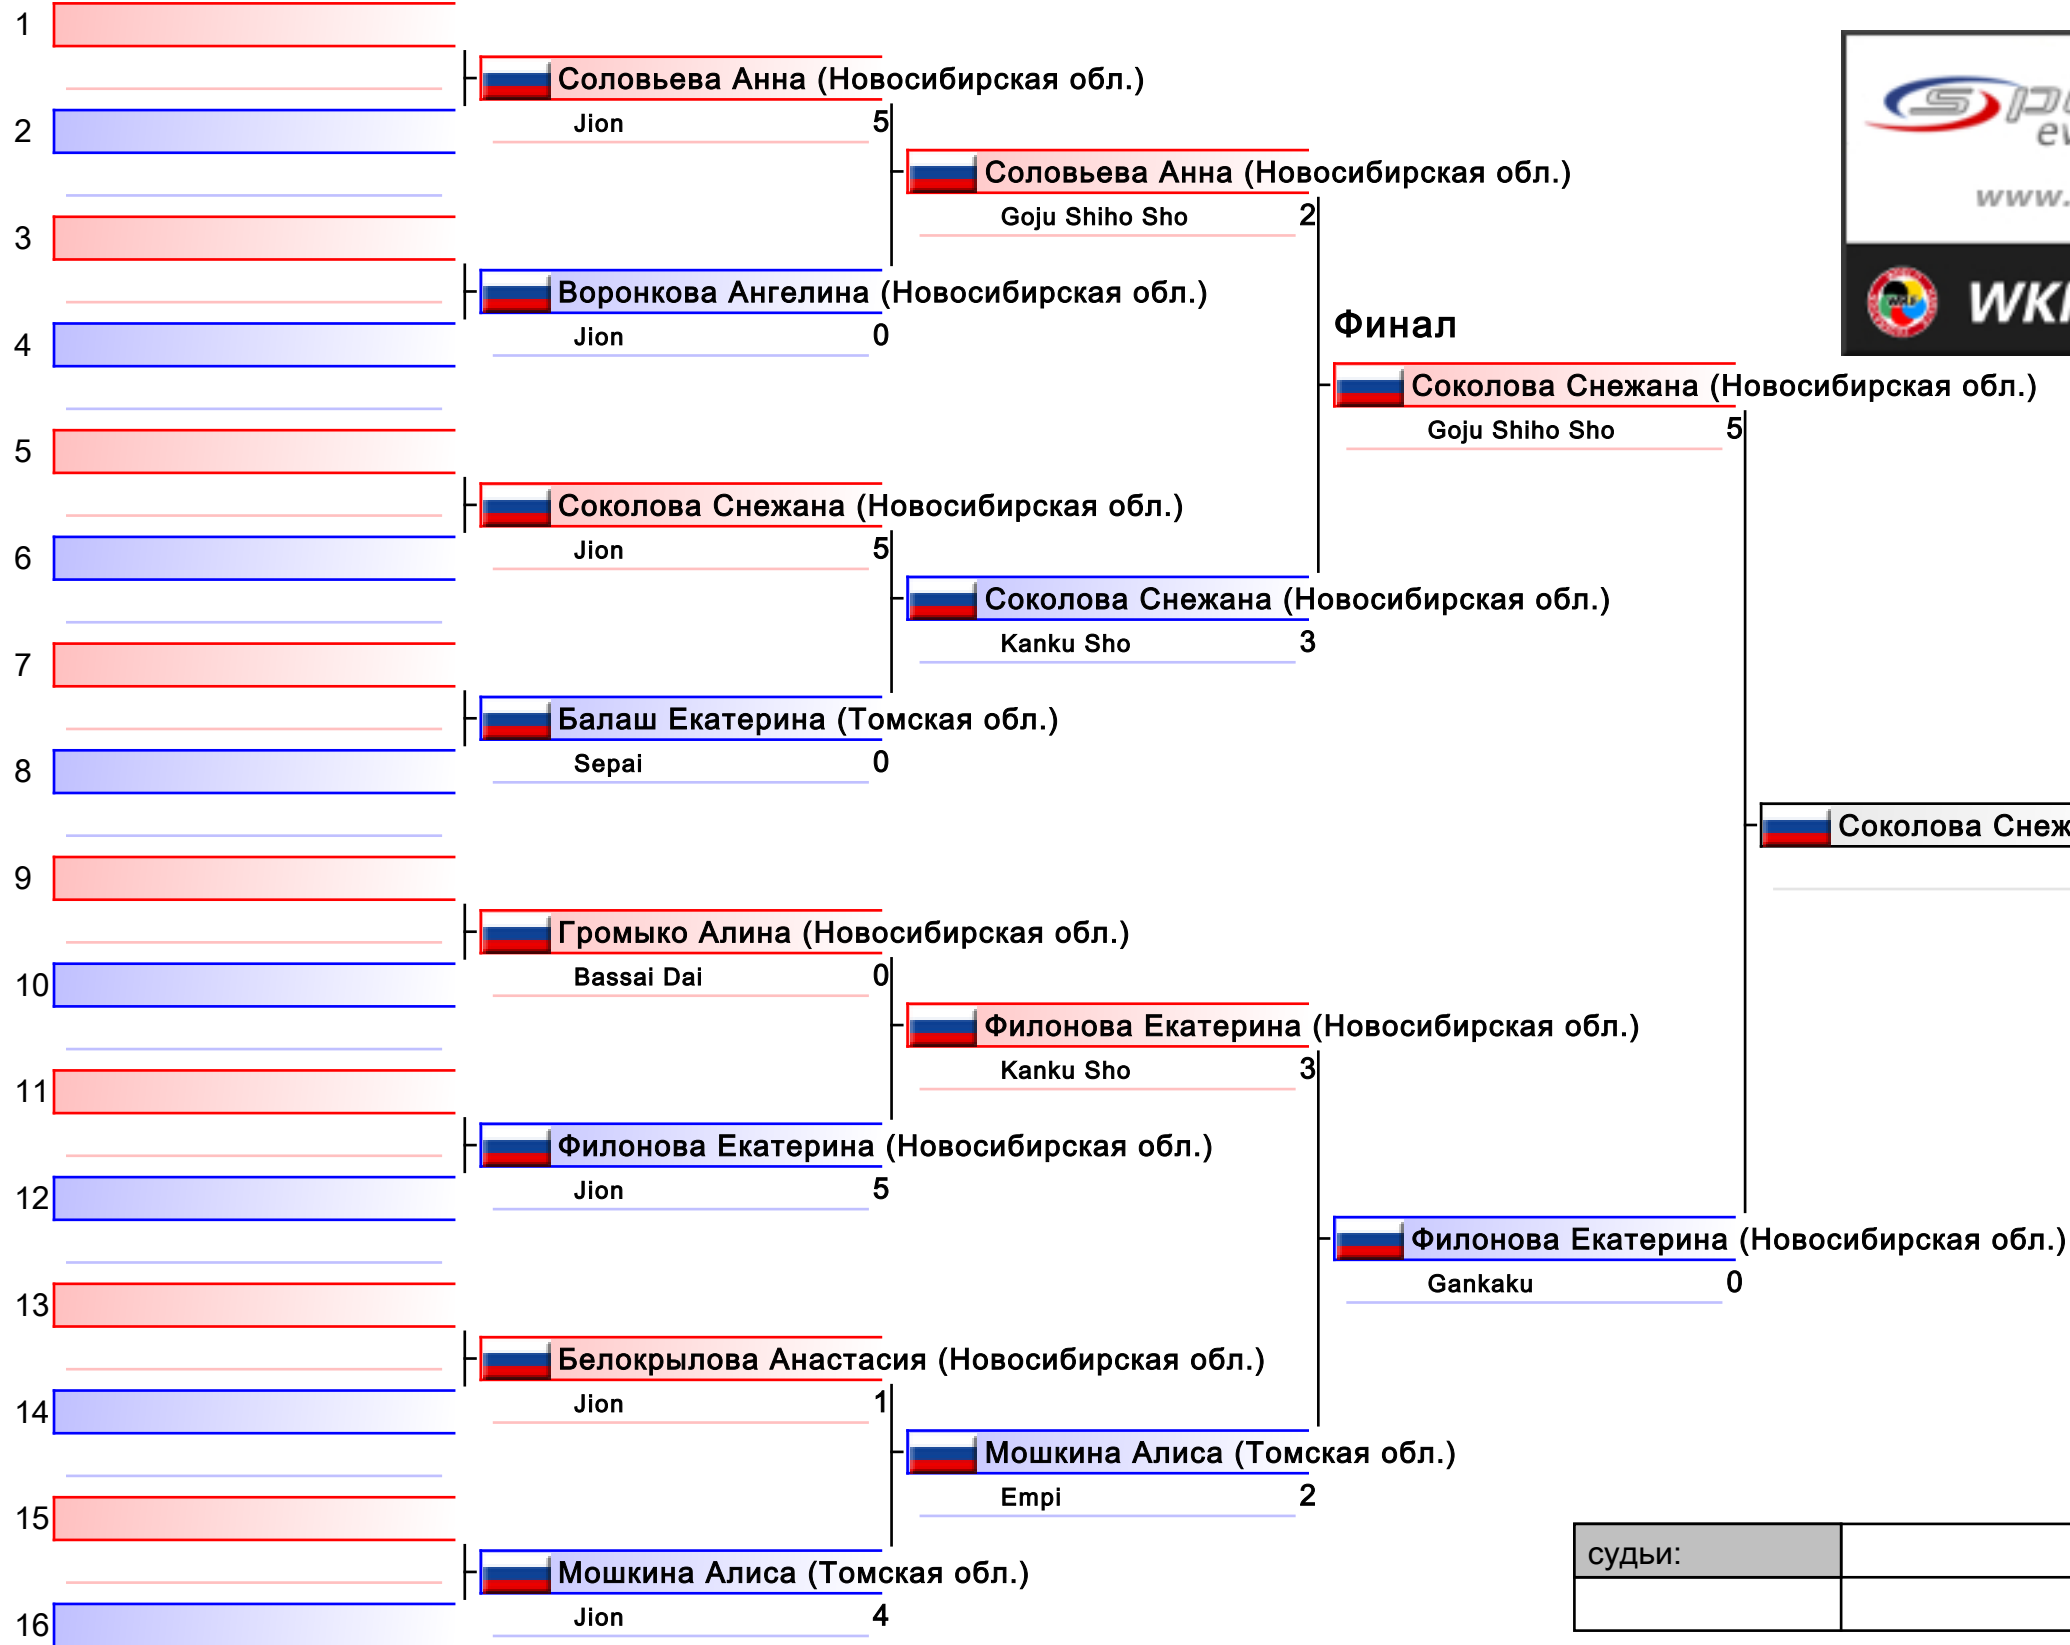 1
Соловьева Анна (Новосибирская обл.)
Jion 5
2
Соловьева Анна (Новосибирская обл.)
Goju Shiho Sho 2
www.
3
Воронкова Ангелина (Новосибирская обл.)
Jion 0
WKF
4
Финал
Соколова Снежана (Новосибирская обл.)
Goju Shiho Sho 5
5
Соколова Снежана (Новосибирская обл.)
Jion 5
6
Соколова Снежана (Новосибирская обл.)
Kanku Sho 3
7
Балаш Екатерина (Томская обл.)
Sepai 0
8
Соколова Снеж
9
Громыко Алина (Новосибирская обл.)
Bassai Dai 0
10
Филонова Екатерина (Новосибирская обл.)
Kanku Sho 3
11
Филонова Екатерина (Новосибирская обл.)
Jion 5
12
Филонова Екатерина (Новосибирская обл.)
Gankaku 0
13
Белокрылова Анастасия (Новосибирская обл.)
Jion 1
14
Мошкина Алиса (Томская обл.)
Empi 2
15
судьи:
Мошкина Алиса (Томская обл.)
Jion 4
16